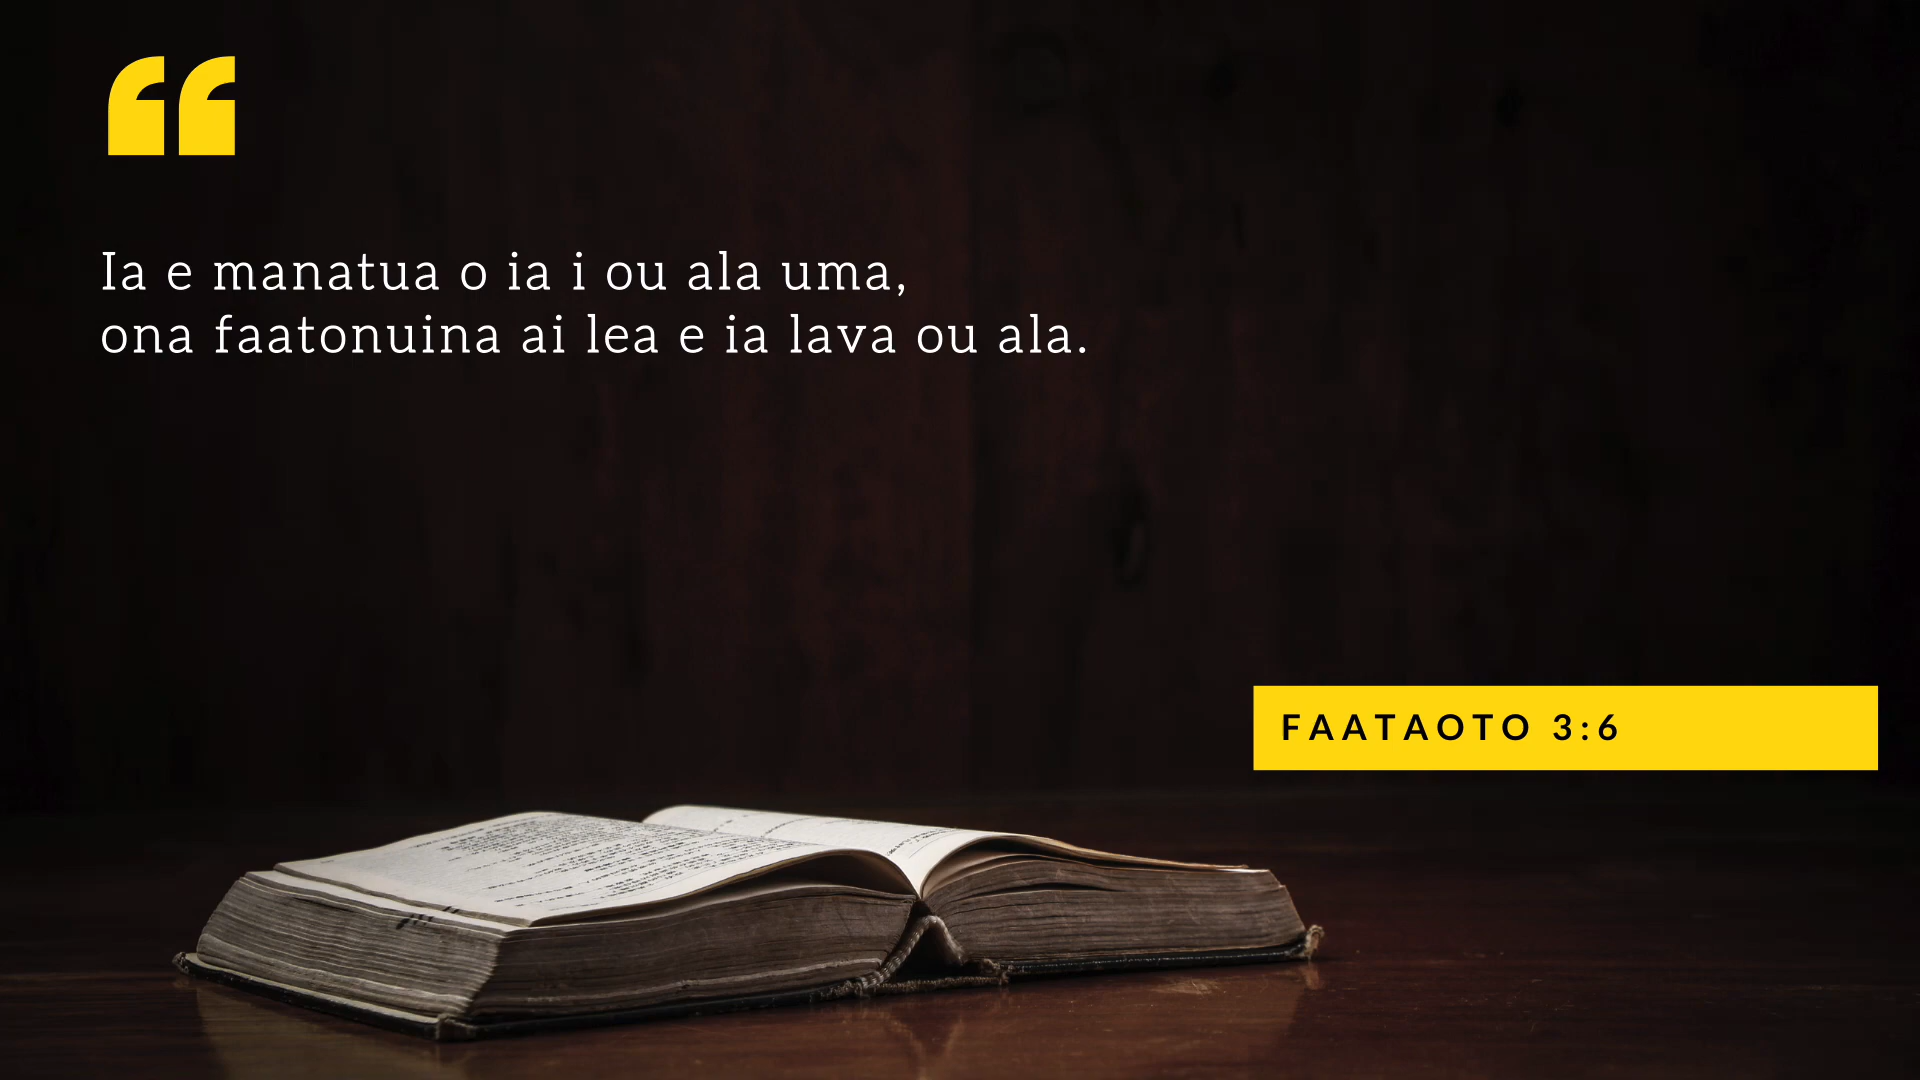 Ia e manatua o ia i ou ala uma,
ona faatonuina ai lea e ia lava ou ala.
FAATAOTO 3:6